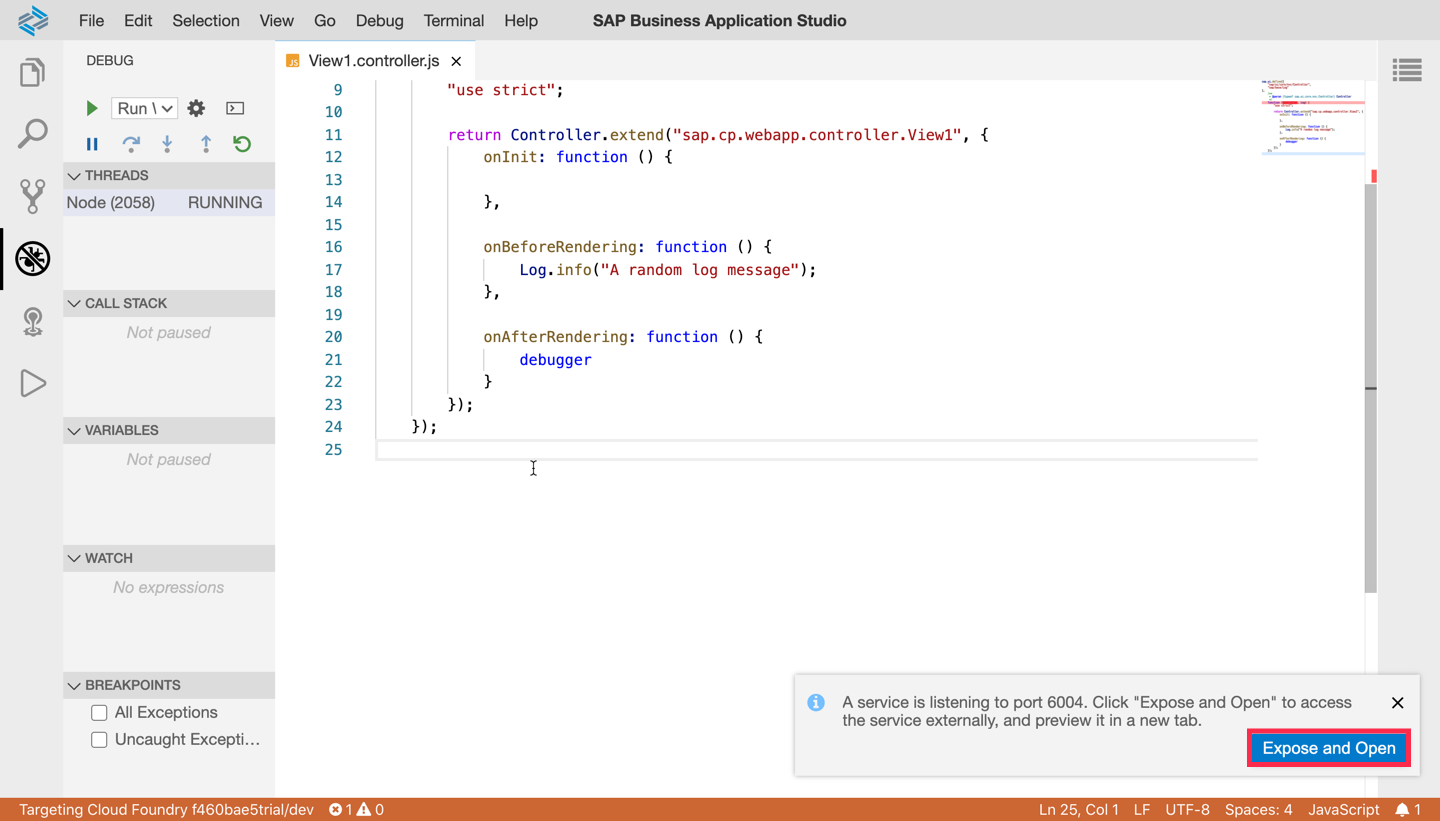 File Edit Selection View Go Debug Terminal Help SAP Business Application Studio
DEBUG
JS View1.controller.js
Run \
THREADS
Node (2058) RUNNING
CALL STACK
Not paused
VARIABLES
Not paused
WATCH
No expressions
BREAKPOINTS
All Exceptions
Uncaught Excepti…
9 "use strict";
10
11 return Controller.extend("sap.cp.webapp.controller.View1", {
12 onInit: function () {
13
14 },
15
16 onBeforeRendering: function () {
17 Log.info("A random log message");
18 },
19
20 onAfterRendering: function () {
21 debugger
22 }
23 });
24 });
25
A service is listening to port 6004. Click "Expose and Open" to access
the service externally, and preview it in a new tab.
Expose and Open
Targeting Cloud Foundry f460bae5trial/dev 1 0 Ln 25, Col 1 LF UTF-8 Spaces: 4 JavaScript 1